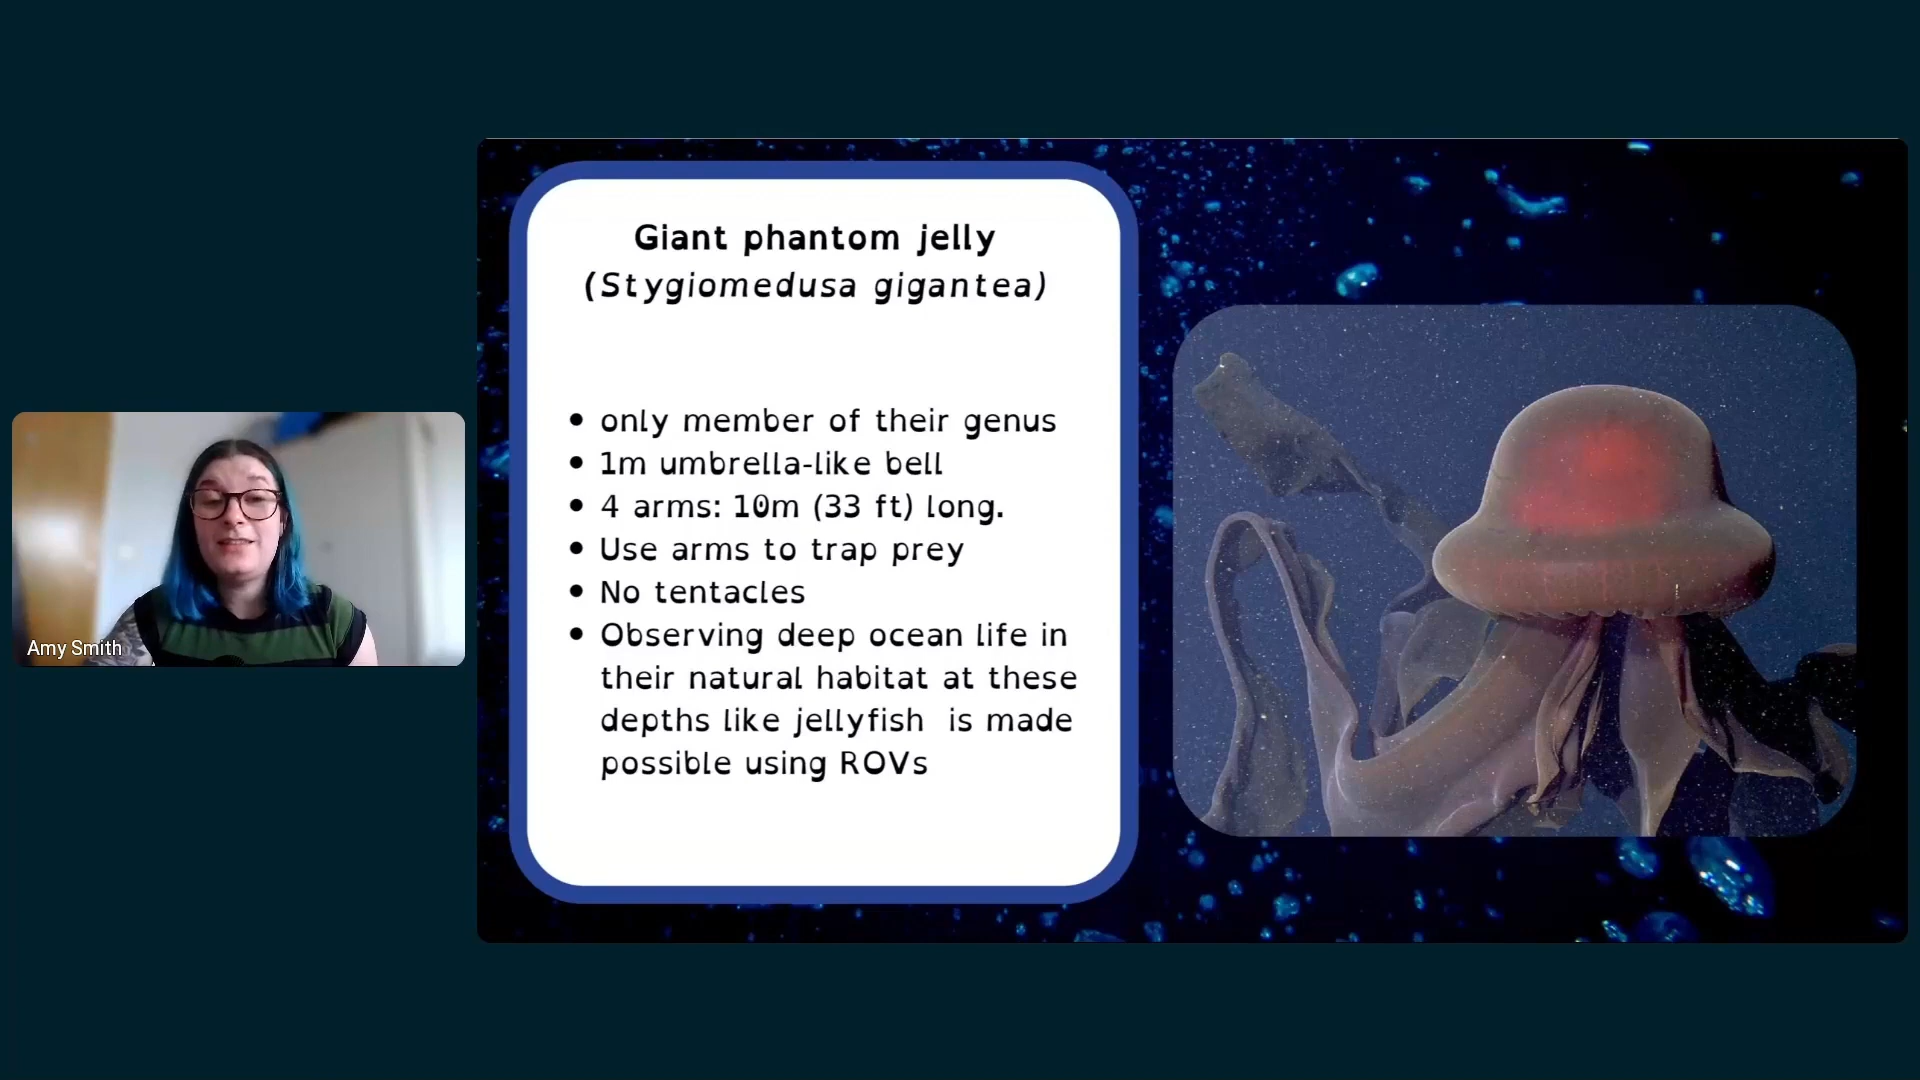 Giant phantom jelly
(Stygiomedusa gigantea)
• only member of their genus
• 1m umbrella-like bell
• 4 arms: 10m (33 ft) long.
• Use arms to trap prey
• No tentacles
• Observing deep ocean life in
their natural habitat at these
depths like jellyfish  is made
possible using ROVs
Amy Smith